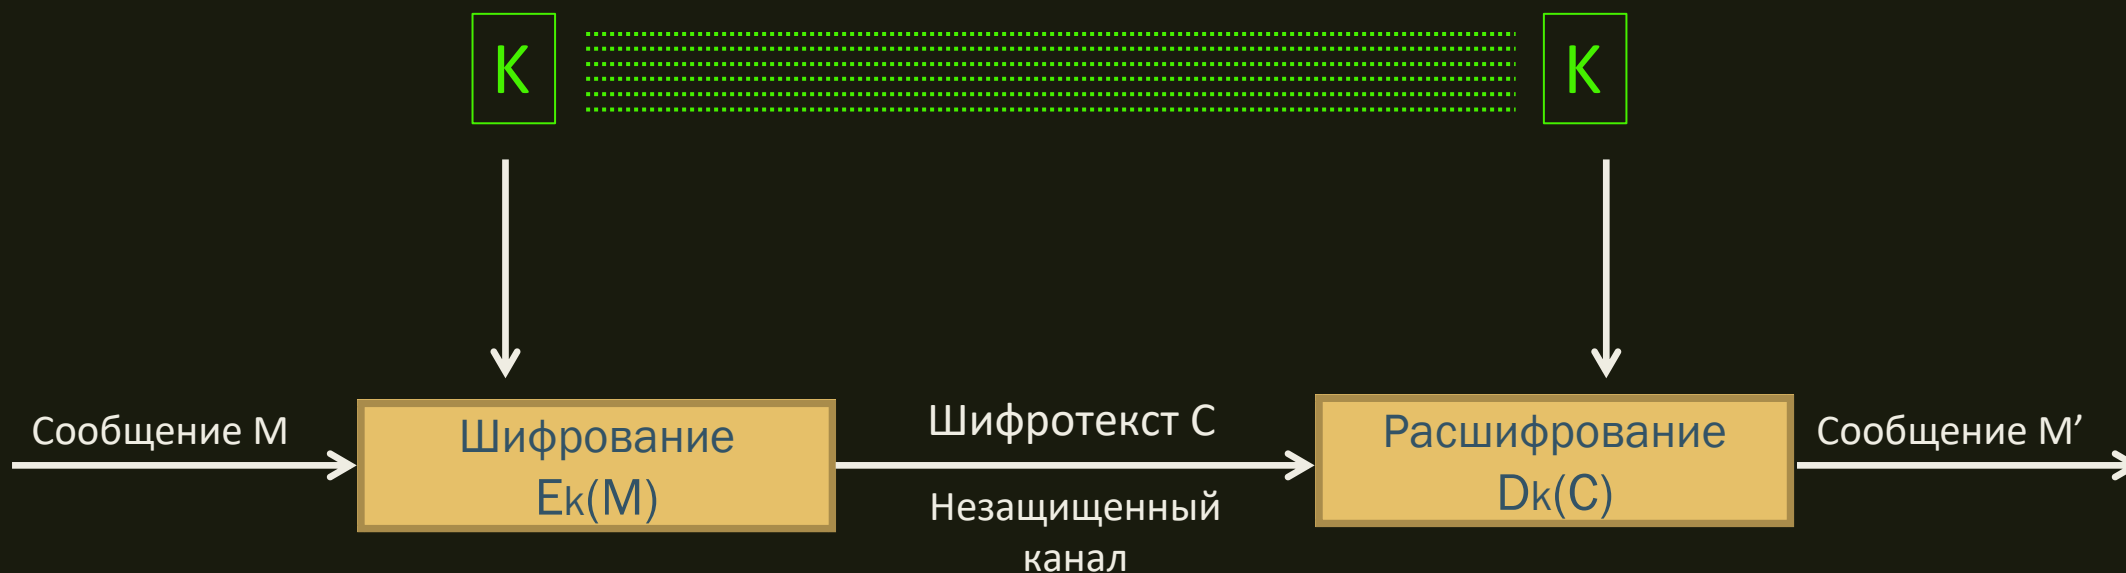 K
K
Сообщение М
Шифрование
Ek(M)
Шифротекст С
Незащищенный
канал
Расшифрование
Dk(C)
Сообщение М’